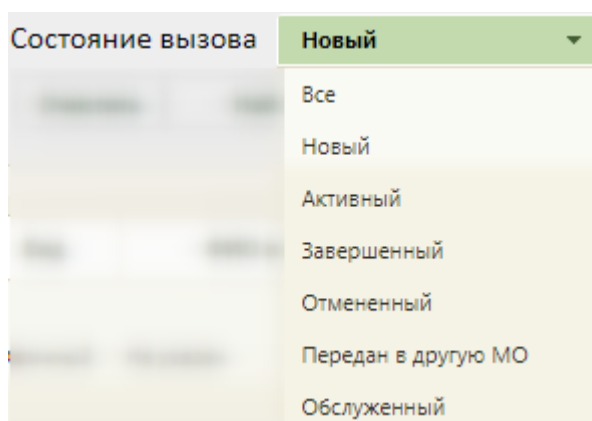 Состояние вызова Новый
Все
Новый
Активный
Завершенный
Отмененный
Передан в другую МО
Обслуженный